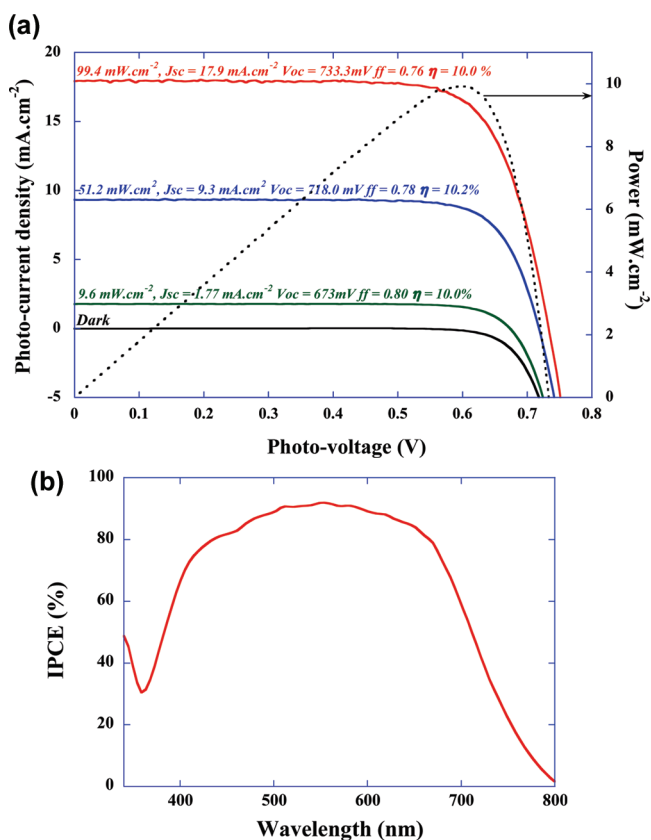 (a)
99.4 mW.cm-2, Jsc = 17.9 mA.cm-2 Voc = 733.3mV ff = 0.76 η = 10.0 %
51.2 mW.cm2, Jsc = 9.3 mA.cm2 Voc = 718.0 mV ff = 0.78 η = 10.2%
9.6 mW.cm-2, Jsc = 1.77 mA.cm-2 Voc = 673mV ff = 0.80 η = 10.0%
Dark
Photo-current density (mA.cm-2)
20
15
10
5
0
-5
0
0.1
0.2
0.3
0.4
0.5
0.6
0.7
0.8
Photo-voltage (V)
10
8
6
4
2
0
Power (mW.cm-2)
(b)
IPCE (%)
100
80
60
40
20
0
400
500
600
700
800
Wavelength (nm)